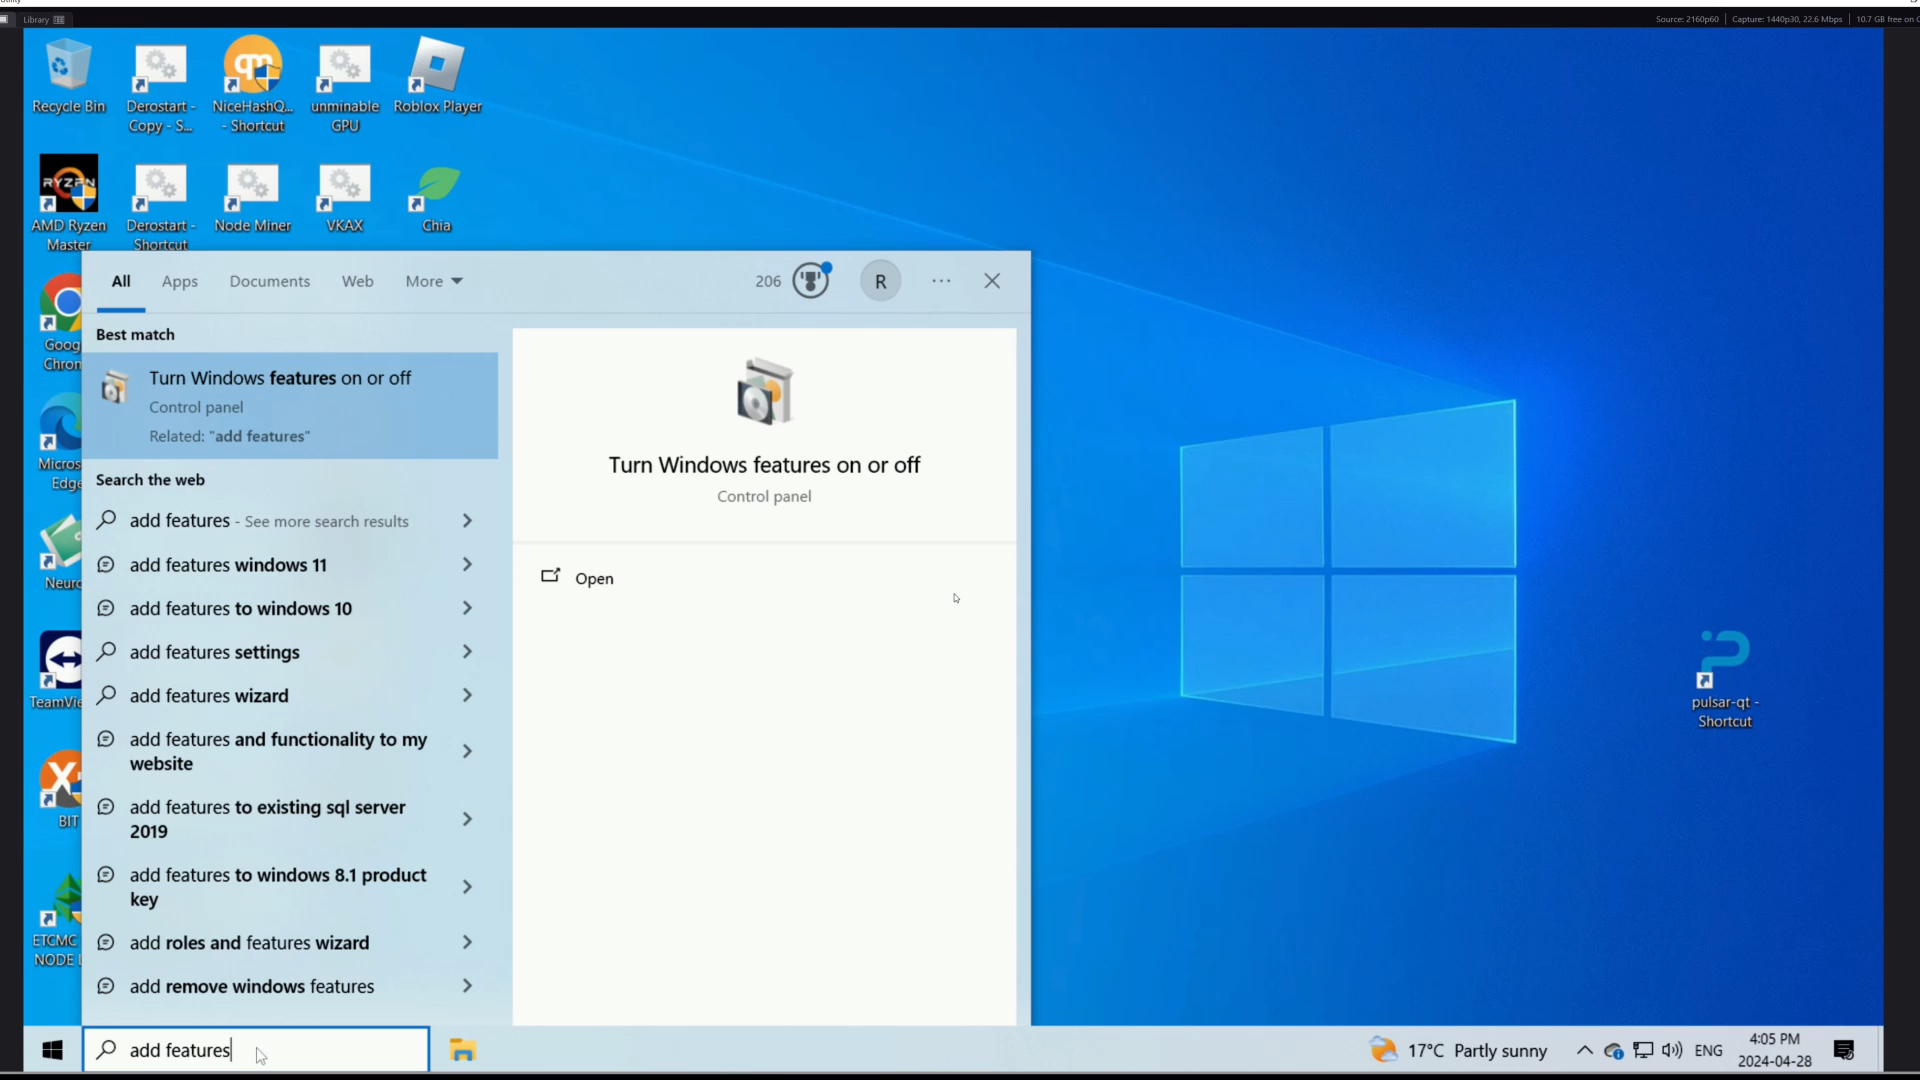 Utility
Library
Source: 2160p60 | Capture: 1440p30, 22.6 Mbps | 10.7 GB free on
Recycle Bin
Derostart -
Copy - S...
NiceHashQ...
- Shortcut
unminable
GPU
Roblox Player
RYZEN
AMD Ryzen
Master
Derostart -
Shortcut
Node Miner
VKAX
Chia
Goog
Chrom
Micros
Edge
Neuro
TeamVie
BIT
ETCMC
NODE L
All
Apps
Documents
Web
More
206
R
Best match
Turn Windows features on or off
Control panel
Related: "add features"
Search the web
add features - See more search results
add features windows 11
add features to windows 10
add features settings
add features wizard
add features and functionality to my
website
add features to existing sql server
2019
add features to windows 8.1 product
key
add roles and features wizard
add remove windows features
Turn Windows features on or off
Control panel
Open
pulsar-qt -
Shortcut
add features
17°C Partly sunny
ENG
4:05 PM
2024-04-28